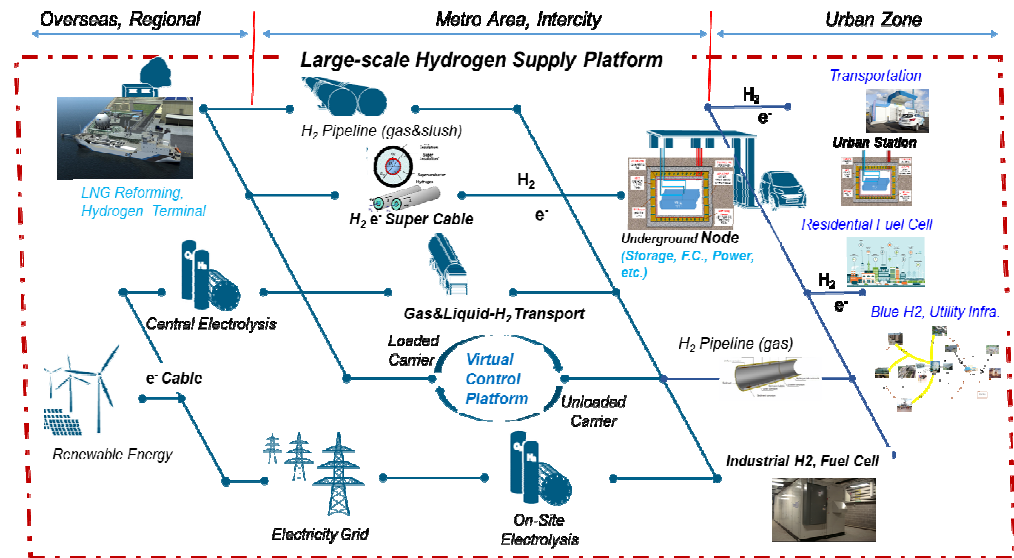 Overseas, Regional
Metro Area, Intercity
Urban Zone
Large-scale Hydrogen Supply Platform
Transportation
H2
e-
H2 Pipeline (gas&slush)
Urban Station
LNG Reforming,
Hydrogen Terminal
H2
e-
H2 e- Super Cable
Underground Node
(Storage, F.C., Power,
etc.)
Residential Fuel Cell
H2
e-
Central Electrolysis
Gas&Liquid-H2 Transport
Blue H2, Utility Infra.
Loaded
Carrier
Virtual
Control
Platform
H2 Pipeline (gas)
e- Cable
Unloaded
Carrier
Renewable Energy
Industrial H2, Fuel Cell
Electricity Grid
On-Site
Electrolysis